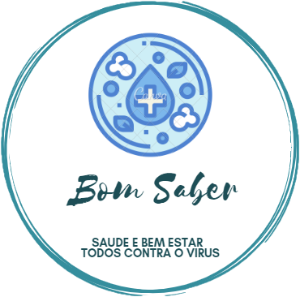 Bom Saber
SAUDE E BEM ESTAR
TODOS CONTRA O VIRUS